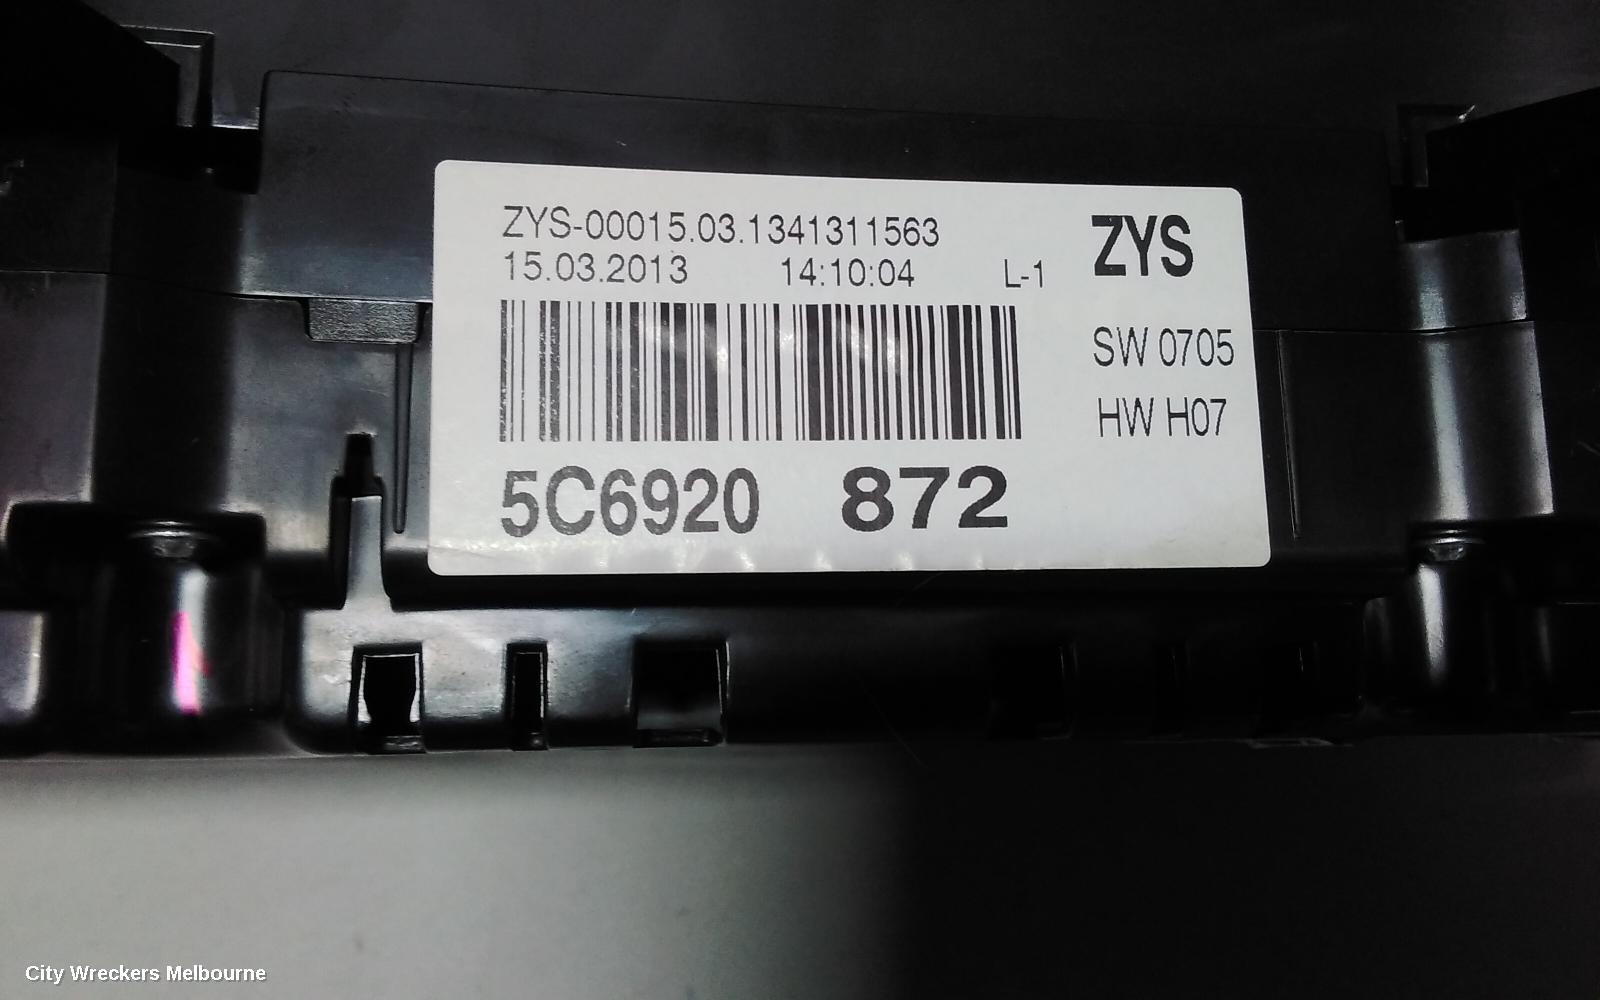 ZYS-00015.03.1341311563
15.03.2013 14:10:04 L-1
ZYS
SW 0705
HW H07
5C6920 872
City Wreckers Melbourne